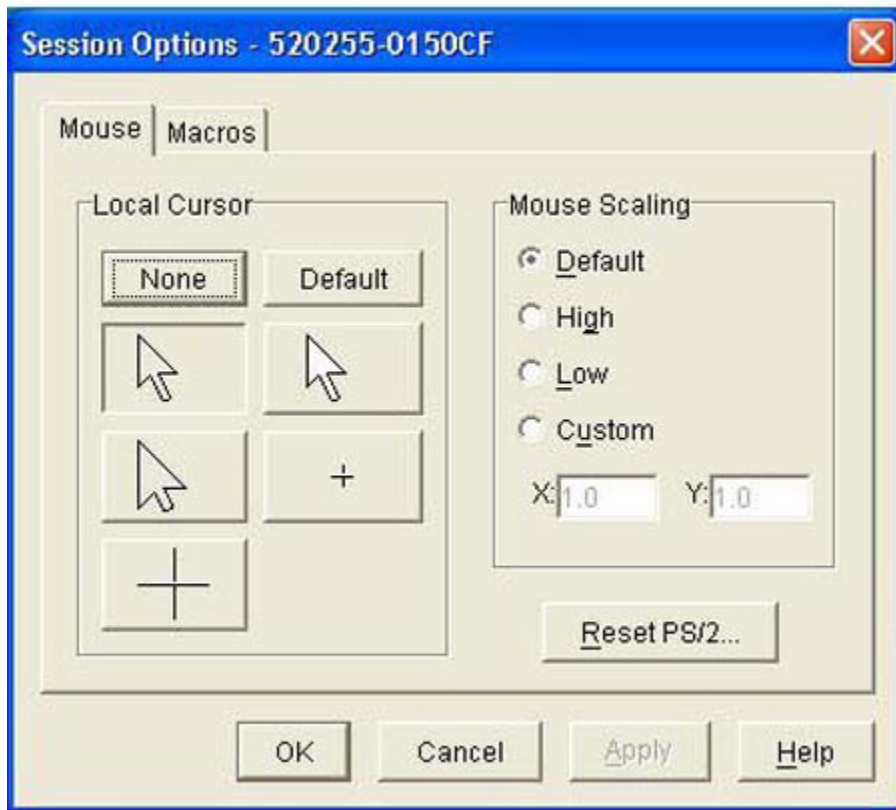 Session Options - 520255-0150CF
Mouse
Macros
Local Cursor
None
Default
Mouse Scaling
Default
High
Low
Custom
X: 1.0
Y: 1.0
Reset PS/2...
OK
Cancel
Apply
Help